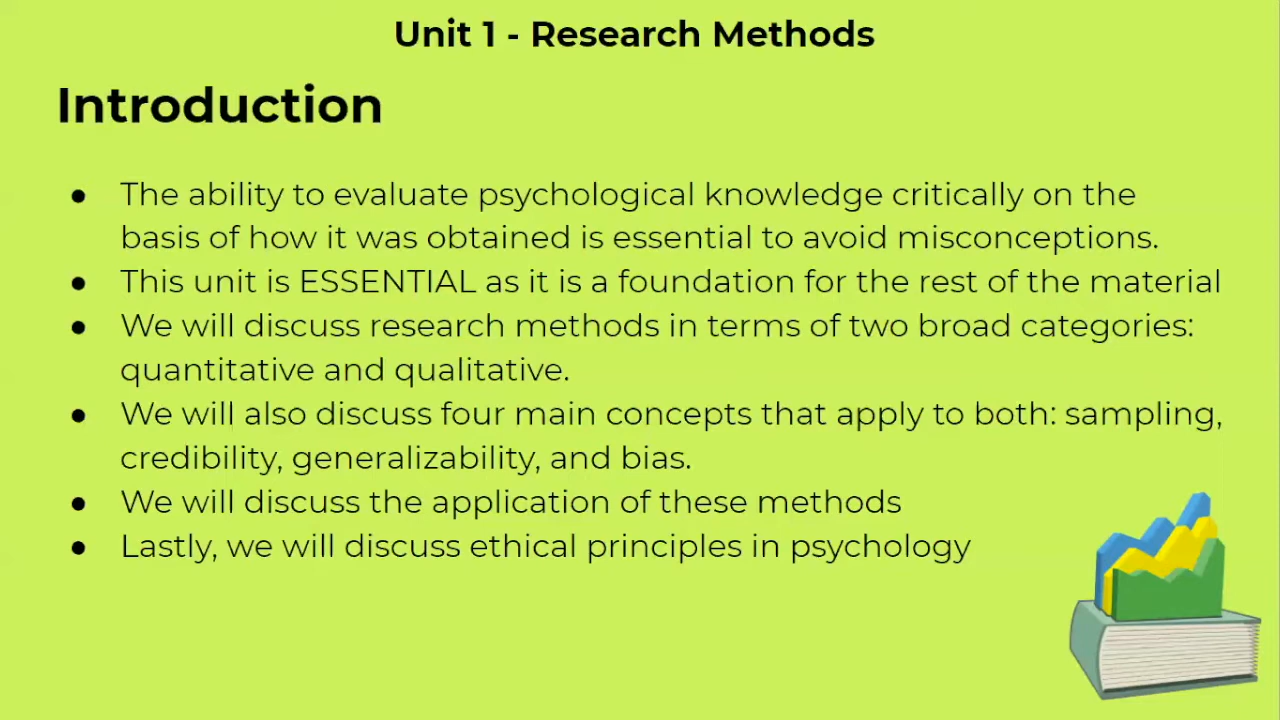 Unit 1 - Research Methods
Introduction
● The ability to evaluate psychological knowledge critically on the
basis of how it was obtained is essential to avoid misconceptions.
● This unit is ESSENTIAL as it is a foundation for the rest of the material
● We will discuss research methods in terms of two broad categories:
quantitative and qualitative.
● We will also discuss four main concepts that apply to both: sampling,
credibility, generalizability, and bias.
● We will discuss the application of these methods
● Lastly, we will discuss ethical principles in psychology